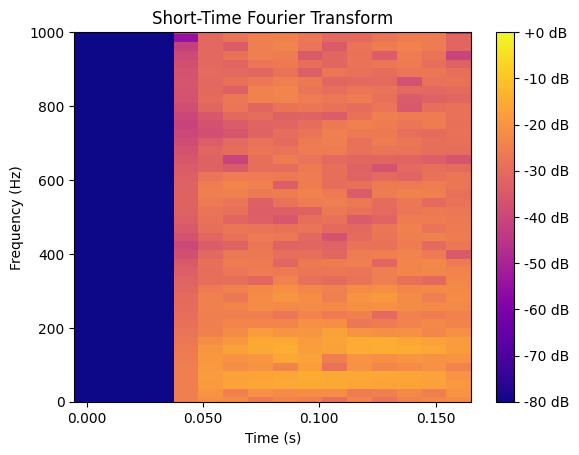 Short-Time Fourier Transform
1000
800
600
400
200
0
Frequency (Hz)
0.000
0.050
0.100
0.150
Time (s)
+0 dB
-10 dB
-20 dB
-30 dB
-40 dB
-50 dB
-60 dB
-70 dB
-80 dB